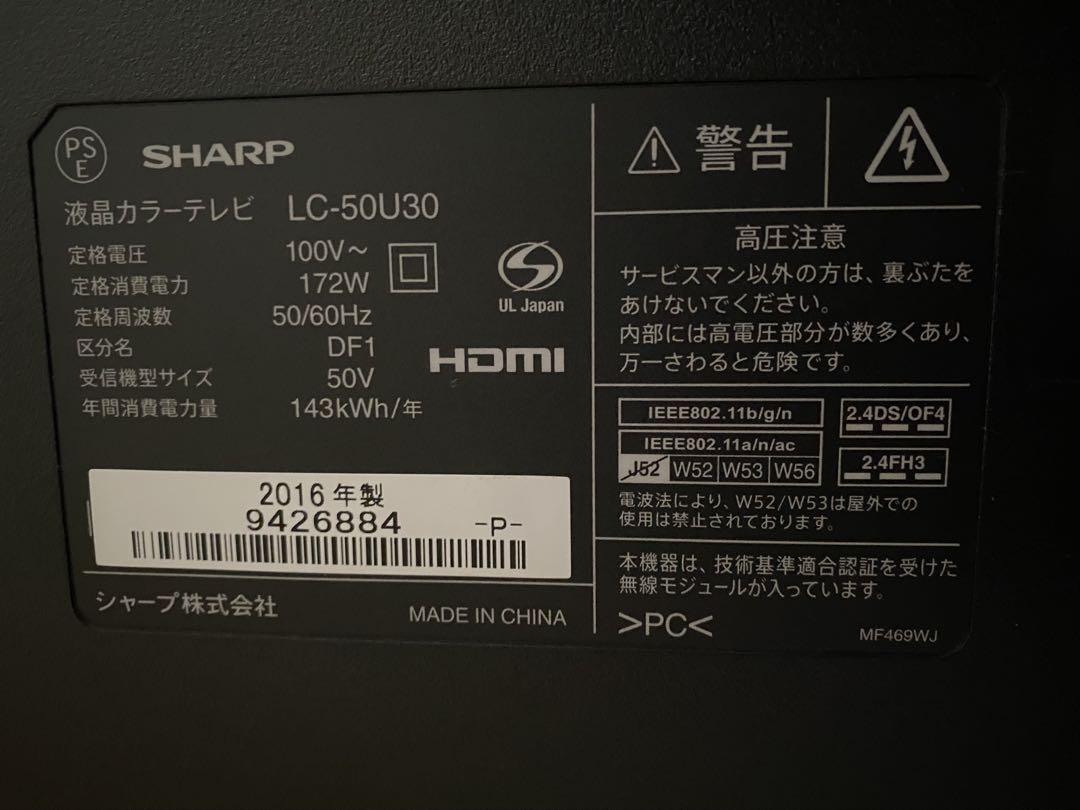 PS
E
SHARP
液晶カラーテレビ LC-50U30
定格電圧 100V～
定格消費電力 172W
定格周波数 50/60Hz
区分名 DF1
受信機型サイズ 50V
年間消費電力量 143kWh/年
UL Japan
HDMI
2016年製
9426884 -P-
シャープ株式会社
MADE IN CHINA
警告
高圧注意
サービスマン以外の方は、裏ぶたを
あけないでください。
内部には高電圧部分が数多くあり、
万一さわると危険です。
IEEE802.11b/g/n
2.4DS/OF4
IEEE802.11a/n/ac
J52 W52 W53 W56
2.4FH3
電波法により、W52/W53は屋外での
使用は禁止されております。
本機器は、技術基準適合認証を受けた
無線モジュールが入っています。
>PC<
MF469WJ